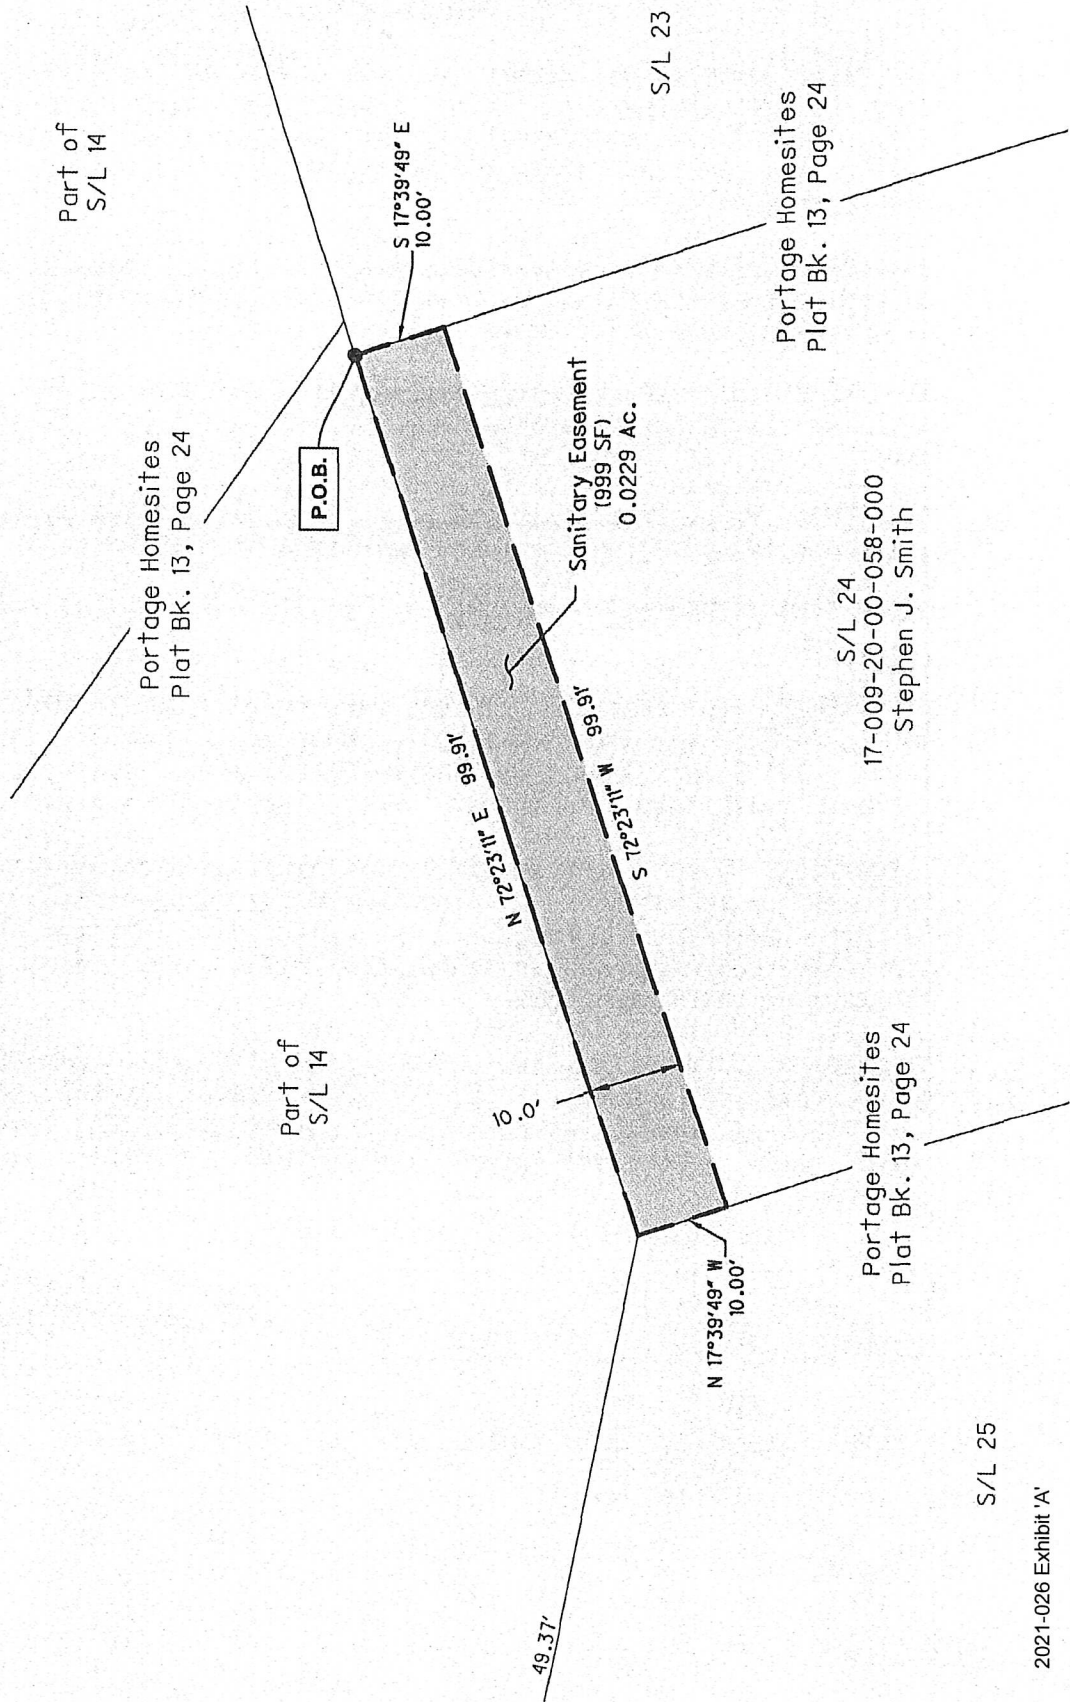 Part of
S/L 14
S/L 23
Portage Homesites
Plat Bk. 13, Page 24
P.O.B.
S 17°39'49" E
10.00'
Portage Homesites
Plat Bk. 13, Page 24
Part of
S/L 14
N 72°23'11" E 99.91'
Sanitary Easement
(999 SF)
0.0229 Ac.
S 72°23'11" W 99.91'
10.0'
S/L 24
17-009-20-00-058-000
Stephen J. Smith
49.37'
N 17°39'49" W
10.00'
Portage Homesites
Plat Bk. 13, Page 24
S/L 25
2021-026 Exhibit 'A'